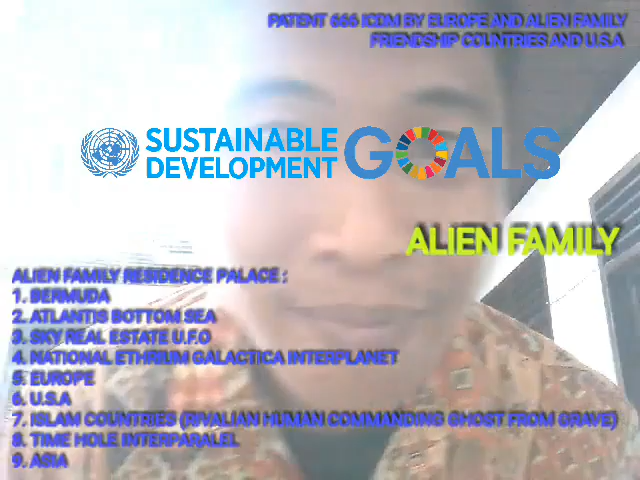 PATENT 666 ICDM BY EUROPE AND ALIEN FAMILY
FRIENDSHIP COUNTRIES AND U.S.A
SUSTAINABLE
DEVELOPMENT
GOALS
ALIEN FAMILY
ALIEN FAMILY RESIDENCE PALACE :
1. BERMUDA
2. ATLANTIS BOTTOM SEA
3. SKY REAL ESTATE U.F.O
4. NATIONAL ETHRIUM GALACTICA INTERPLANET
5. EUROPE
6. U.S.A
7. ISLAM COUNTRIES (RIVALIAN HUMAN COMMANDING GHOST FROM GRAVE)
8. TIME HOLE INTERPARALEL
9. ASIA